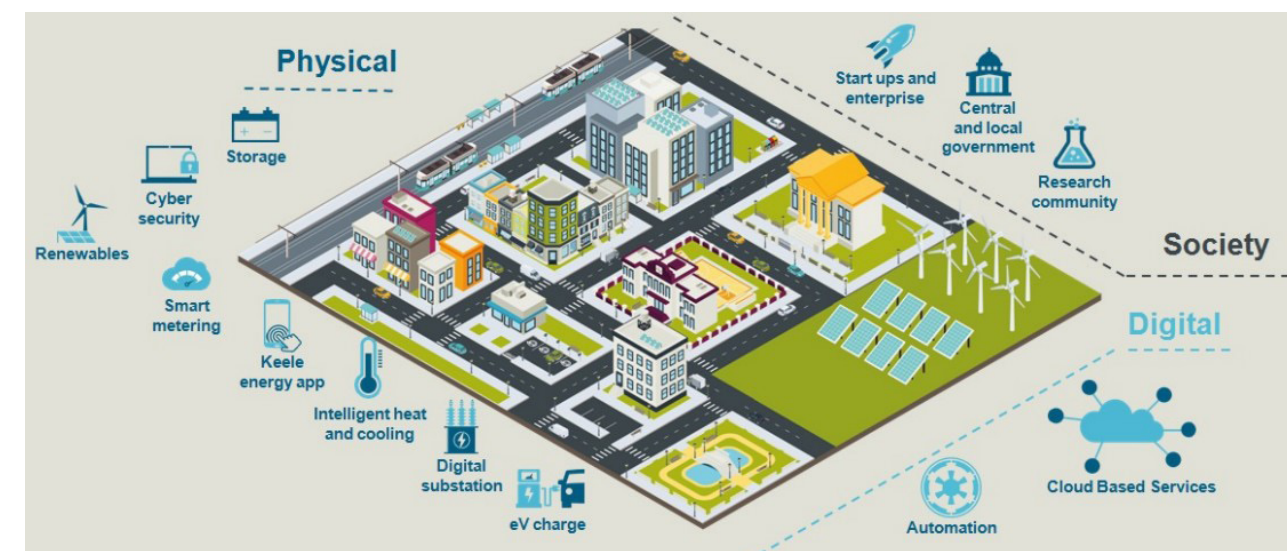 Physical
Storage
Cyber
security
Renewables
Smart
metering
Keele
energy app
Intelligent heat
and cooling
Digital
substation
eV charge
Start ups and
enterprise
Central
and local
government
Research
community
Society
Digital
Cloud Based Services
Automation